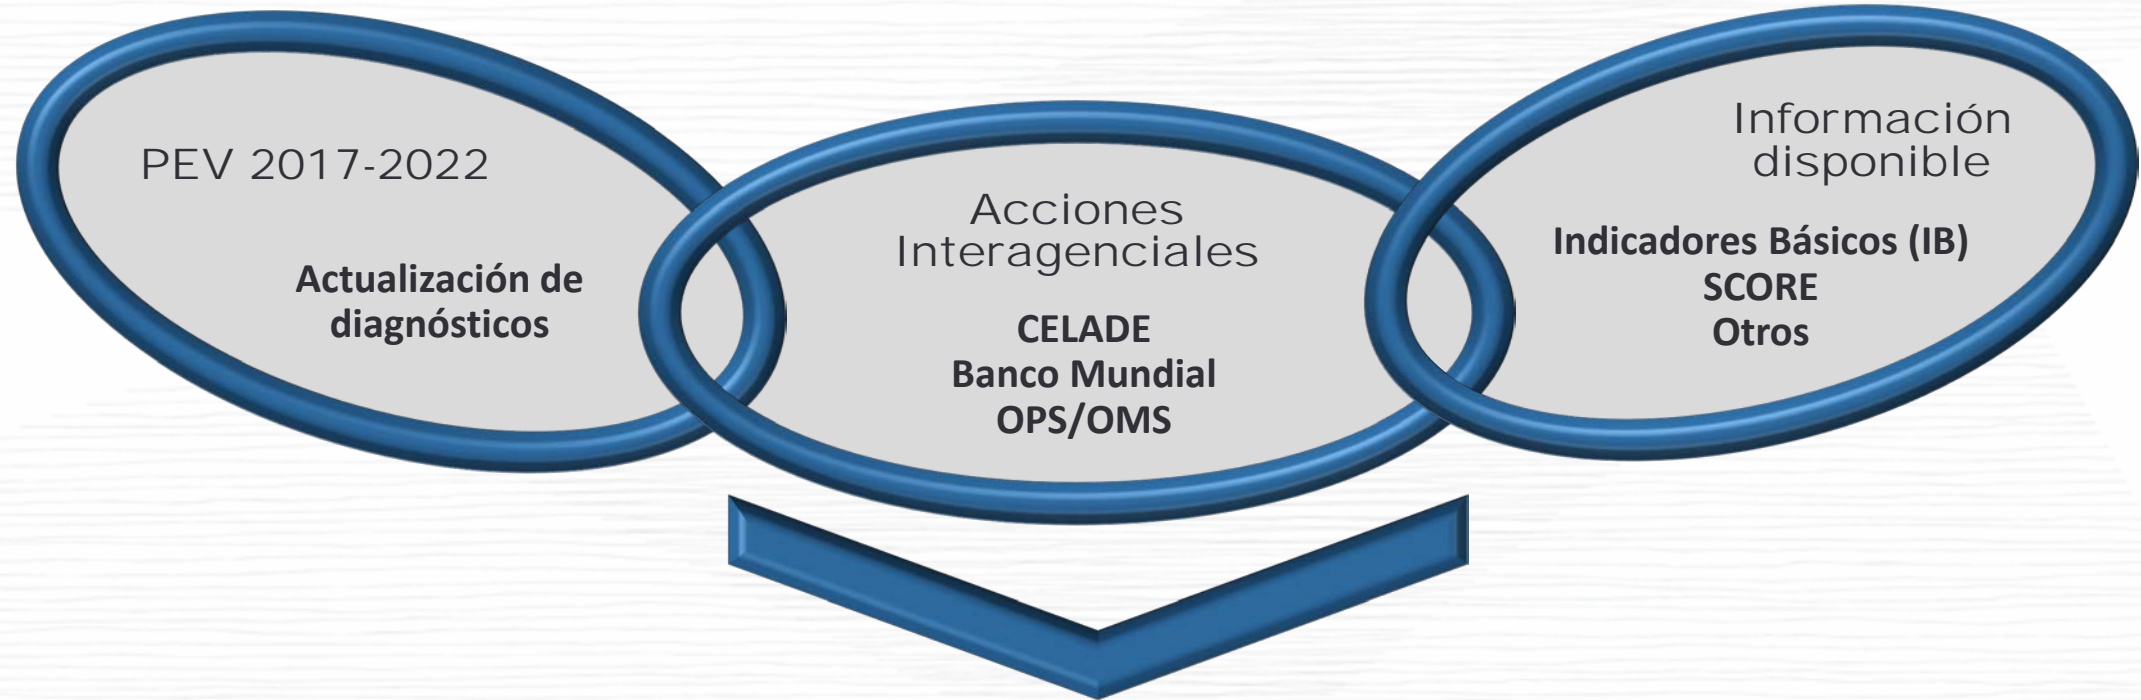 PEV 2017-2022
Actualización de
diagnósticos
Acciones
Interagenciales
CELADE
Banco Mundial
OPS/OMS
Información
disponible
Indicadores Básicos (IB)
SCORE
Otros